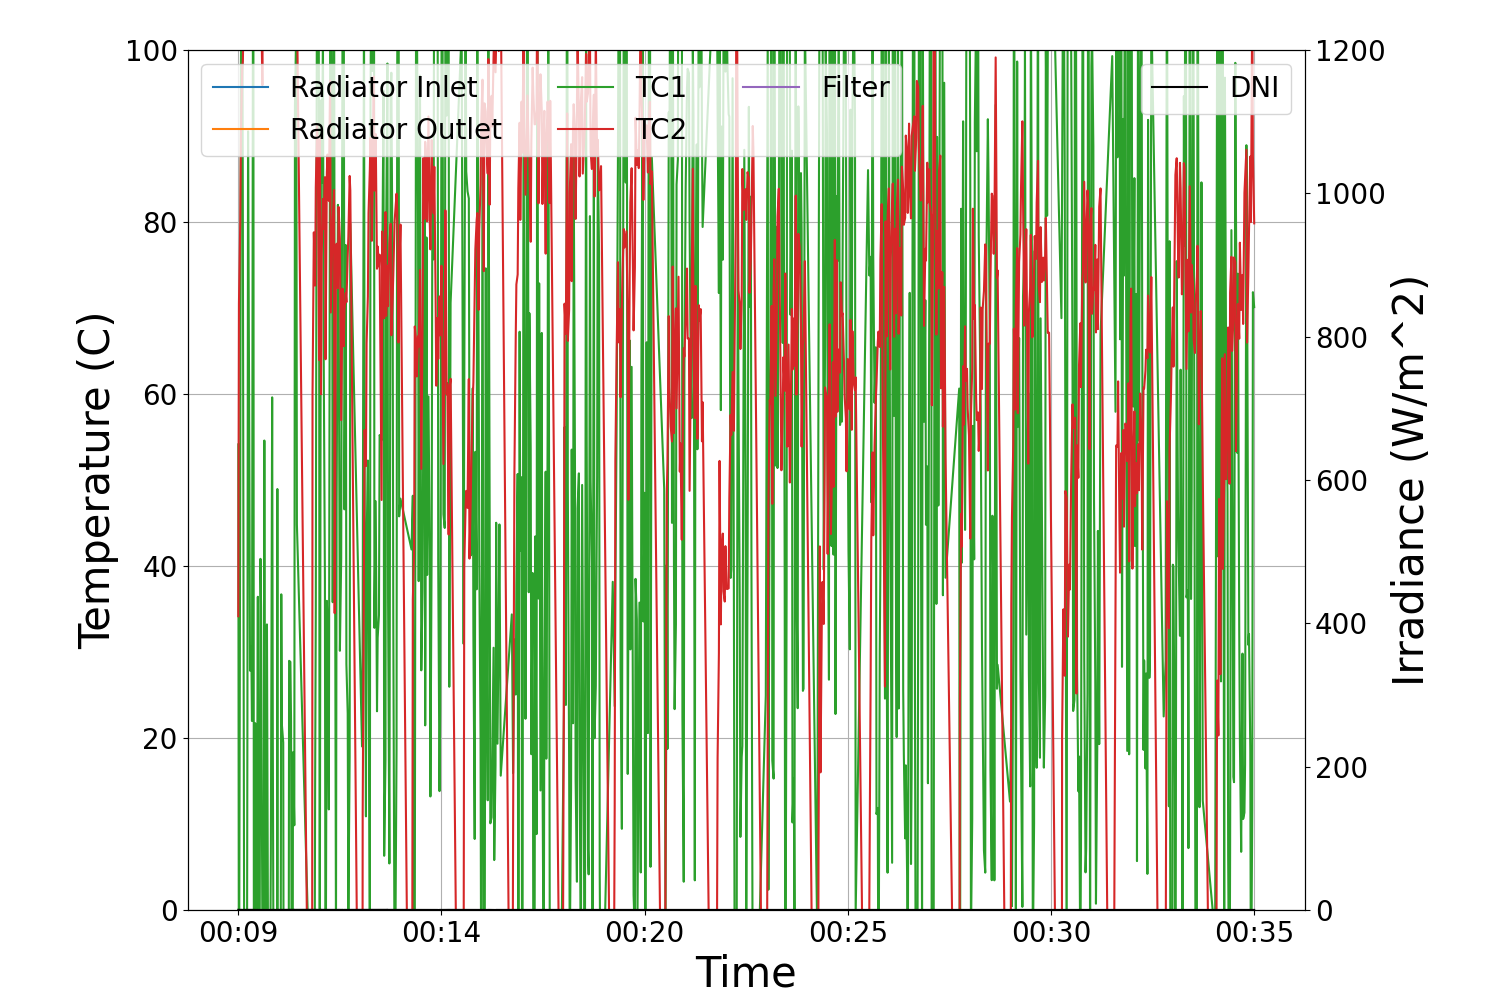 100
80
60
40
20
0
Temperature (C)
Radiator Inlet
Radiator Outlet
TC1
TC2
Filter
DNI
1200
1000
800
600
400
200
0
Irradiance (W/m^2)
00:09 00:14 00:20 00:25 00:30 00:35
Time